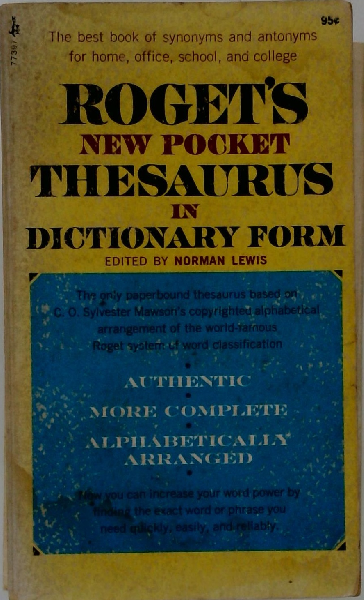 95¢
The best book of synonyms and antonyms
for home, office, school, and college
ROGET'S
NEW POCKET
THESAURUS
IN
DICTIONARY FORM
EDITED BY NORMAN LEWIS
The only paperbound thesaurus based on
C. O. Sylvester Mawson's copyrighted alphabetical
arrangement of the world-famous
Roget system of word classification
AUTHENTIC
MORE COMPLETE
ALPHABETICALLY
ARRANGED
Now you can increase your word power by
finding the exact word or phrase you
need quickly, easily, and reliably.